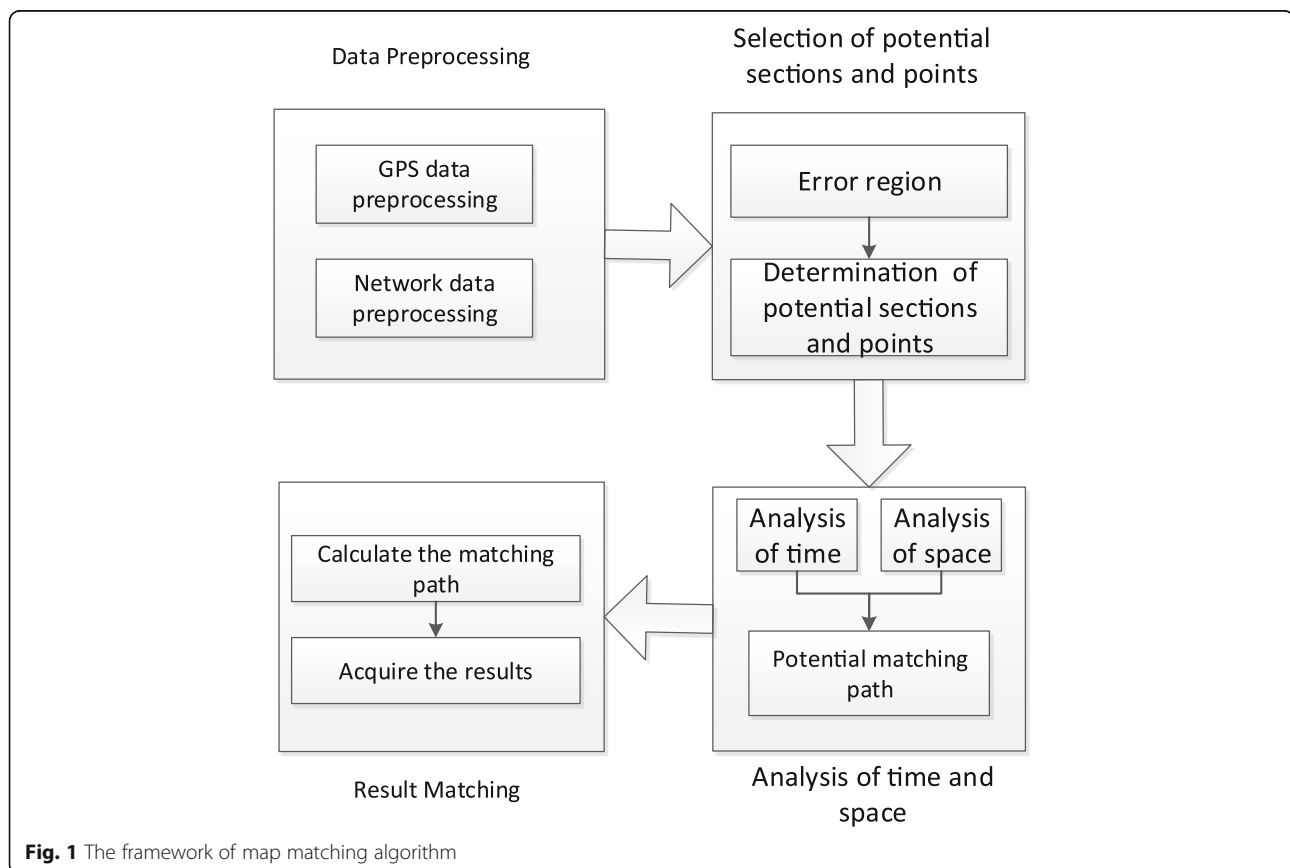 Data Preprocessing
GPS data
preprocessing
Network data
preprocessing
Selection of potential
sections and points
Error region
Determination of
potential sections
and points
Analysis
of time
Analysis
of space
Potential matching
path
Analysis of time and
space
Calculate the matching
path
Acquire the results
Result Matching
Fig. 1 The framework of map matching algorithm